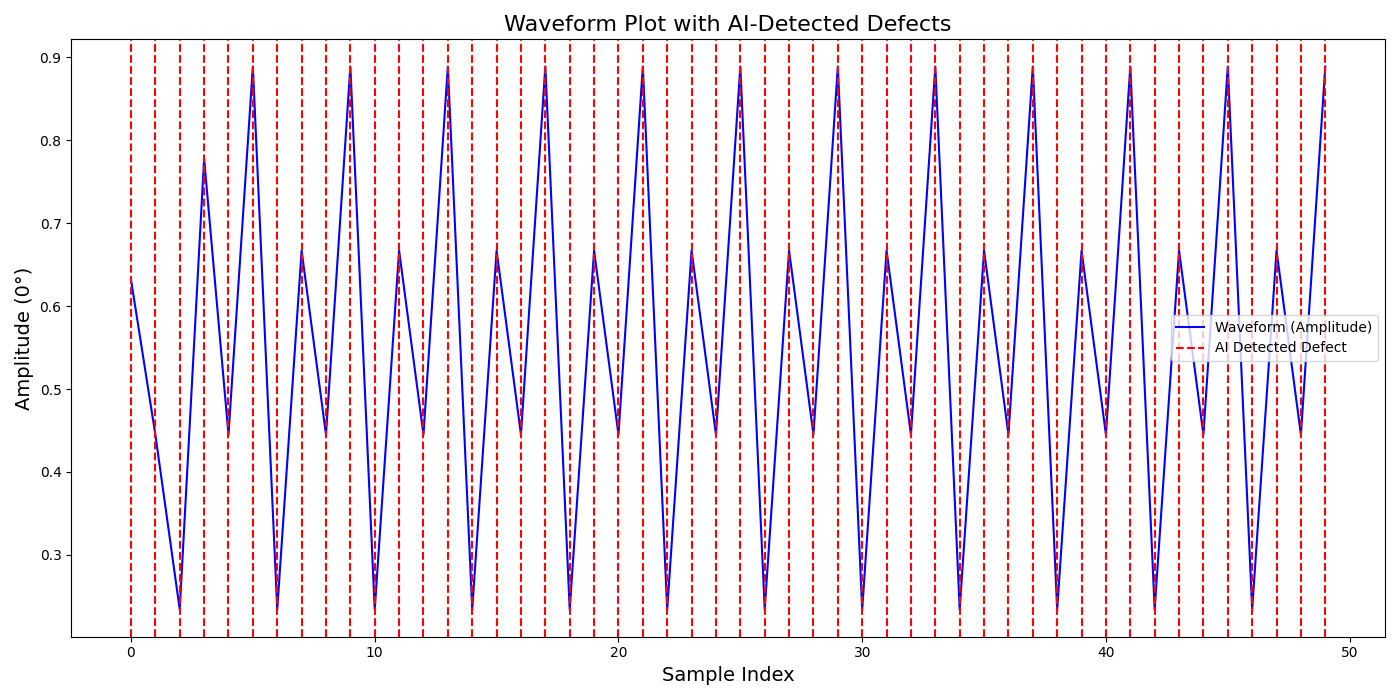 Waveform Plot with AI-Detected Defects
Amplitude (0°)
0.9
0.8
0.7
0.6
0.5
0.4
0.3
Waveform (Amplitude)
AI Detected Defect
0 10 20 30 40 50
Sample Index